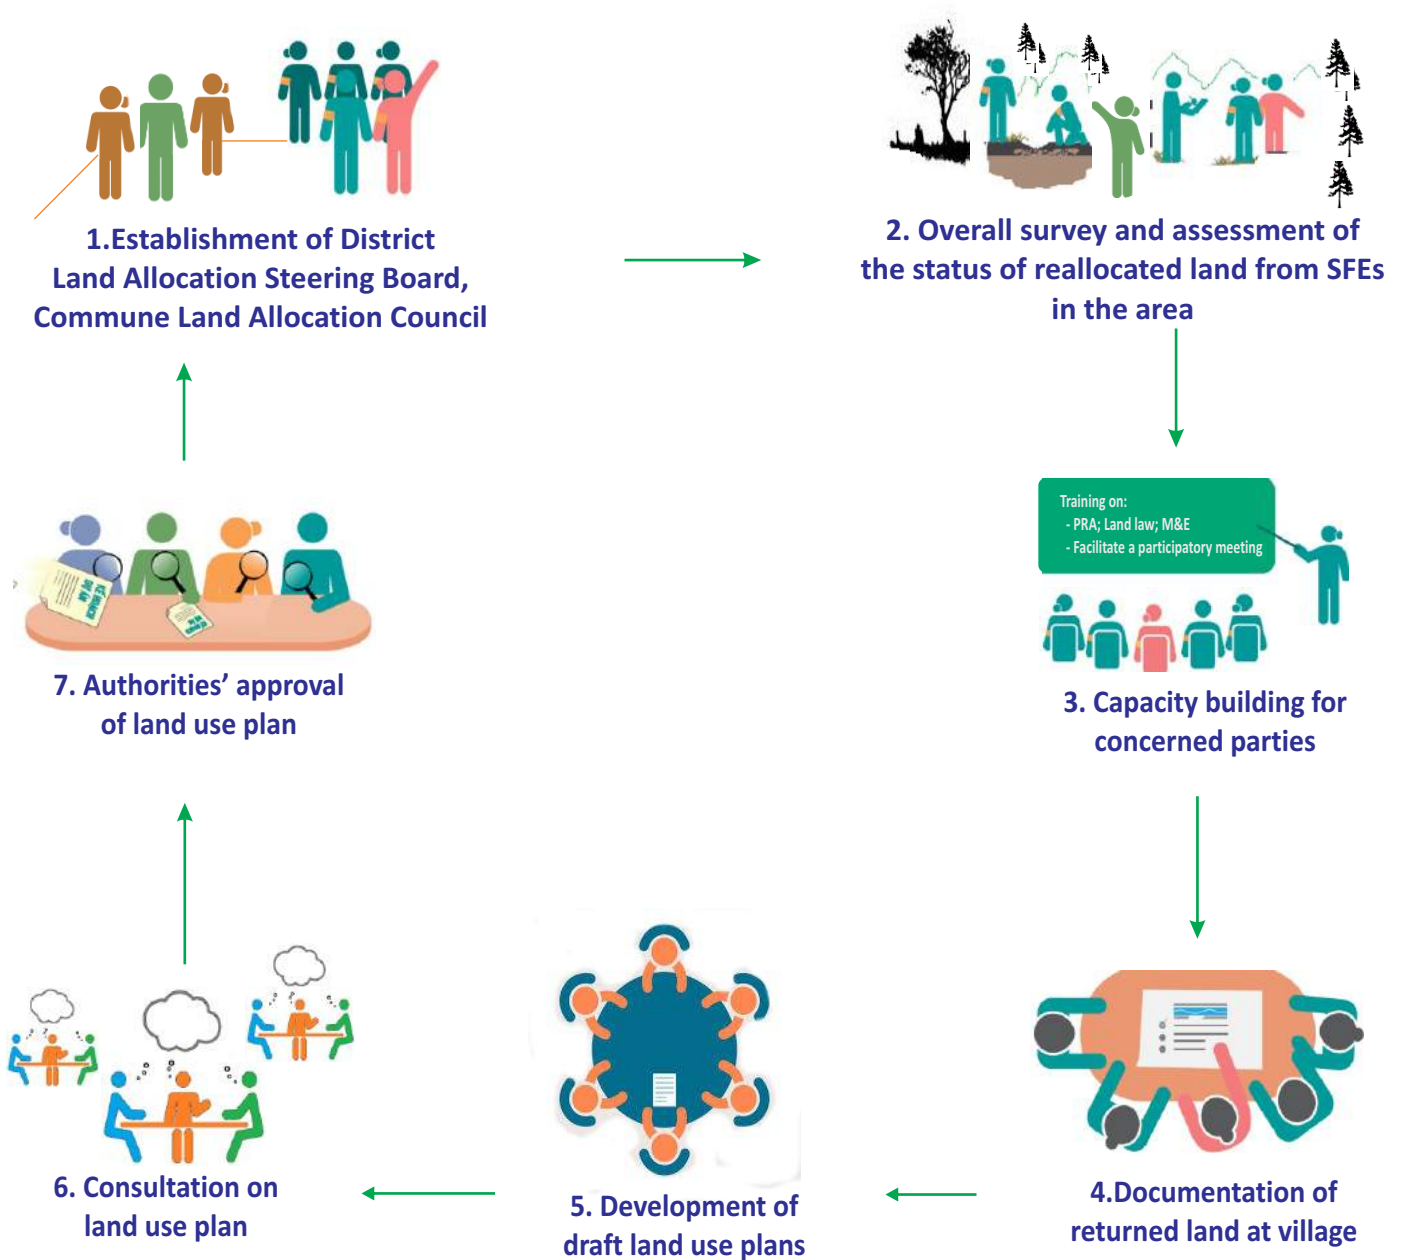 1.Establishment of District
Land Allocation Steering Board,
Commune Land Allocation Council
2. Overall survey and assessment of
the status of reallocated land from SFEs
in the area
Training on:
- PRA; Land law; M&E
- Facilitate a participatory meeting
3. Capacity building for
concerned parties
4.Documentation of
returned land at village
5. Development of
draft land use plans
6. Consultation on
land use plan
7. Authorities’ approval
of land use plan